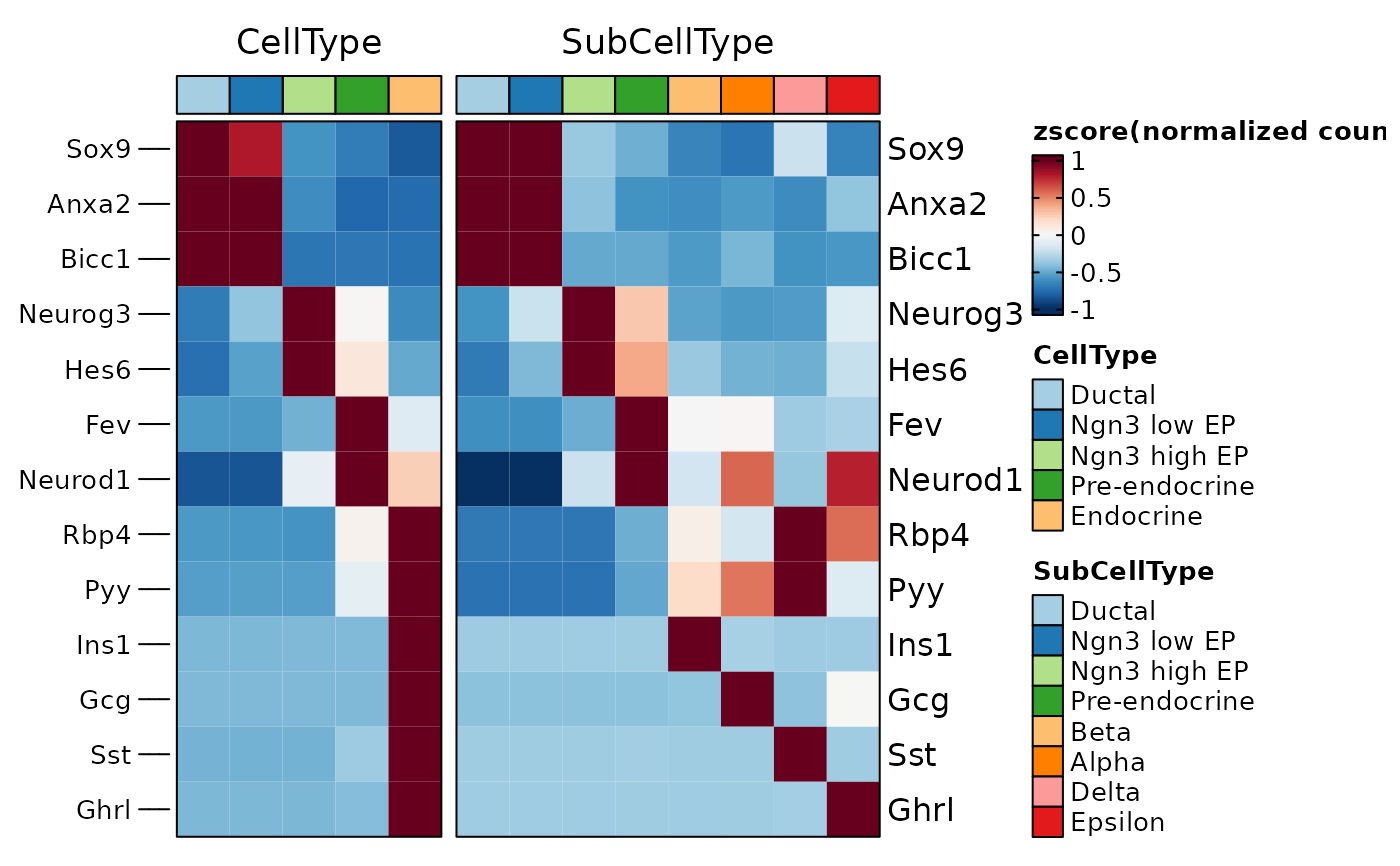 CellType
SubCellType
Sox9
Anxa2
Bicc1
Neurog3
Hes6
Fev
Neurod1
Rbp4
Pyy
Ins1
Gcg
Sst
Ghrl
Sox9
Anxa2
Bicc1
Neurog3
Hes6
Fev
Neurod1
Rbp4
Pyy
Ins1
Gcg
Sst
Ghrl
zscore(normalized coun
1
0.5
0
-0.5
-1
CellType
Ductal
Ngn3 low EP
Ngn3 high EP
Pre-endocrine
Endocrine
SubCellType
Ductal
Ngn3 low EP
Ngn3 high EP
Pre-endocrine
Beta
Alpha
Delta
Epsilon